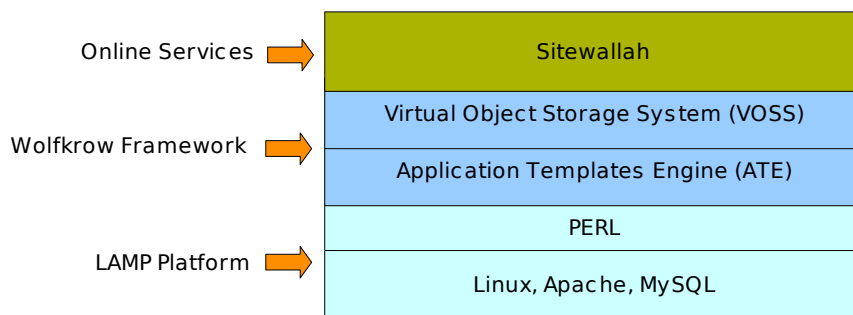 Online Services
Sitewallah
Virtual Object Storage System (VOSS)
Wolfkrow Framework
Application Templates Engine (ATE)
PERL
LAMP Platform
Linux, Apache, MySQL